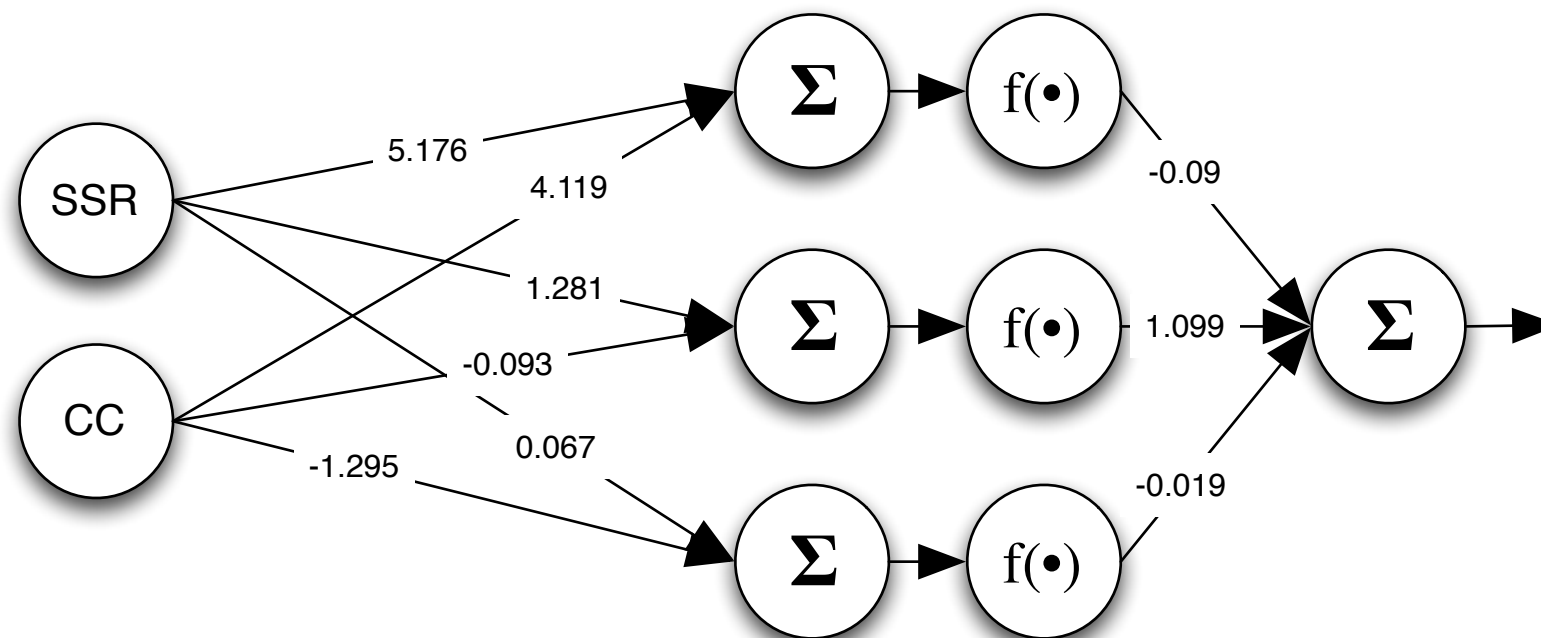 Σ
f(•)
5.176
-0.09
4.119
SSR
1.281
Σ
f(•)
1.099
Σ
-0.093
CC
0.067
-1.295
-0.019
Σ
f(•)